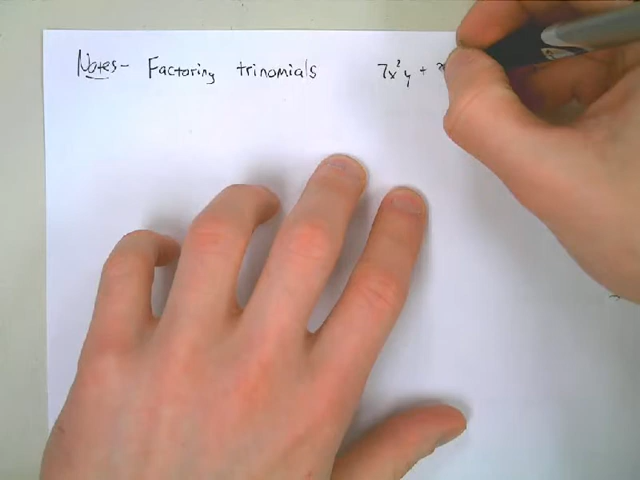 Notes- Factoring trinomials 7x²y +